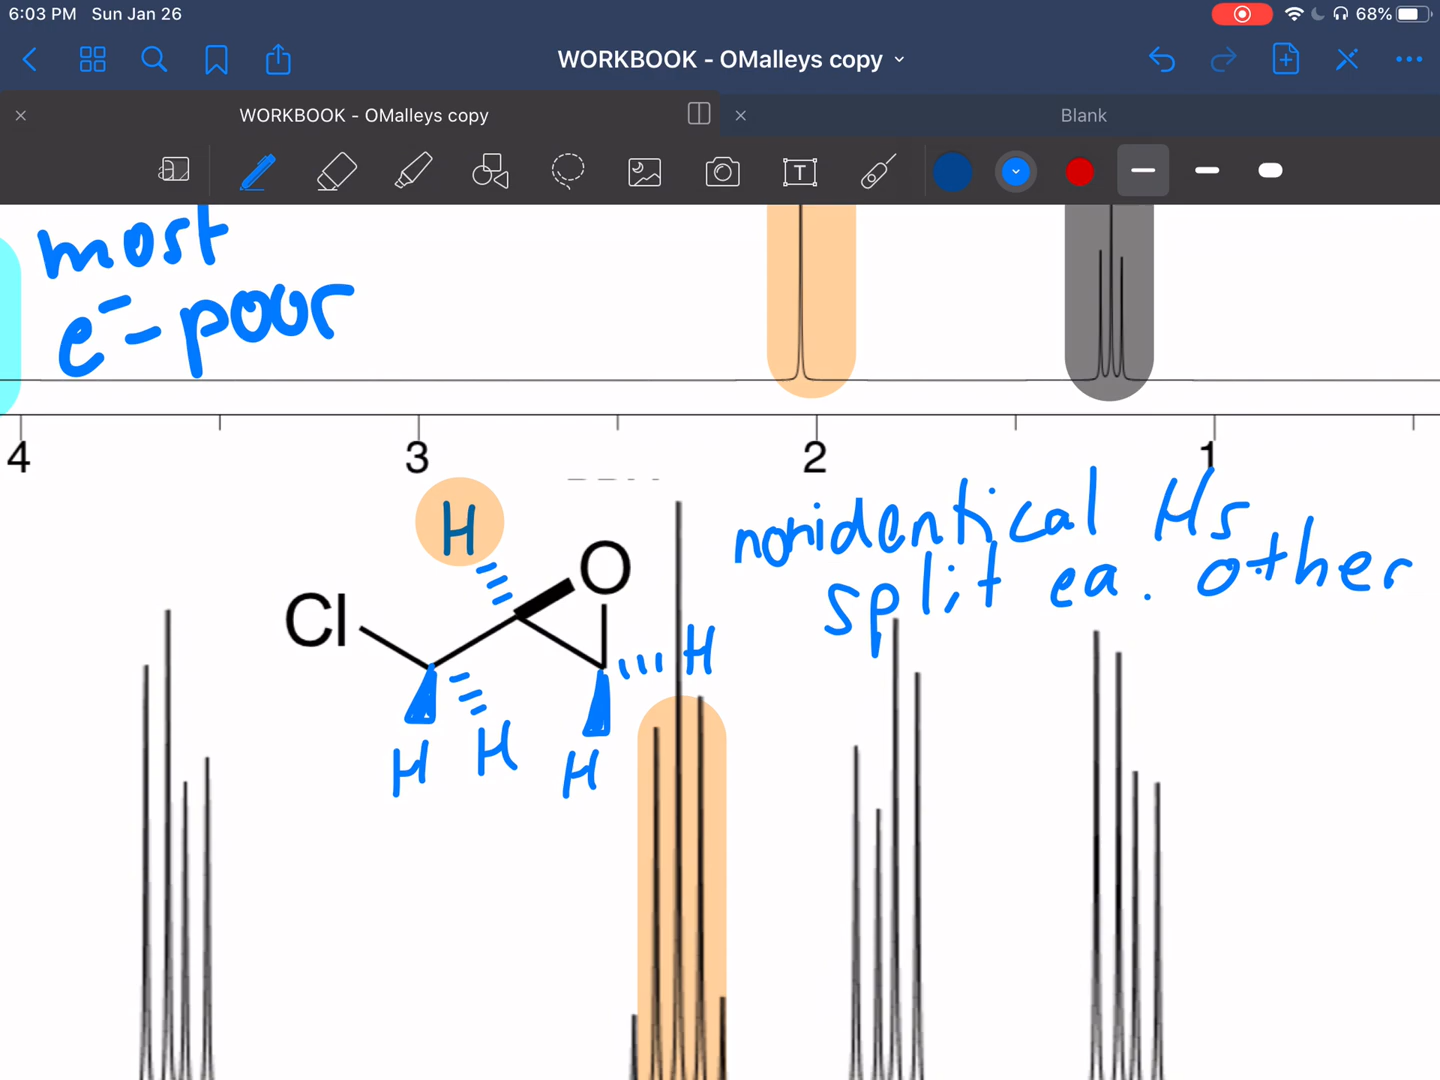 6:03 PM Sun Jan 26
68%
WORKBOOK - OMalleys copy
WORKBOOK - OMalleys copy
Blank
T
most
e⁻-poor
4 3 2 1
nonidentical Hs
split ea. other
H
O
Cl
H
H H H